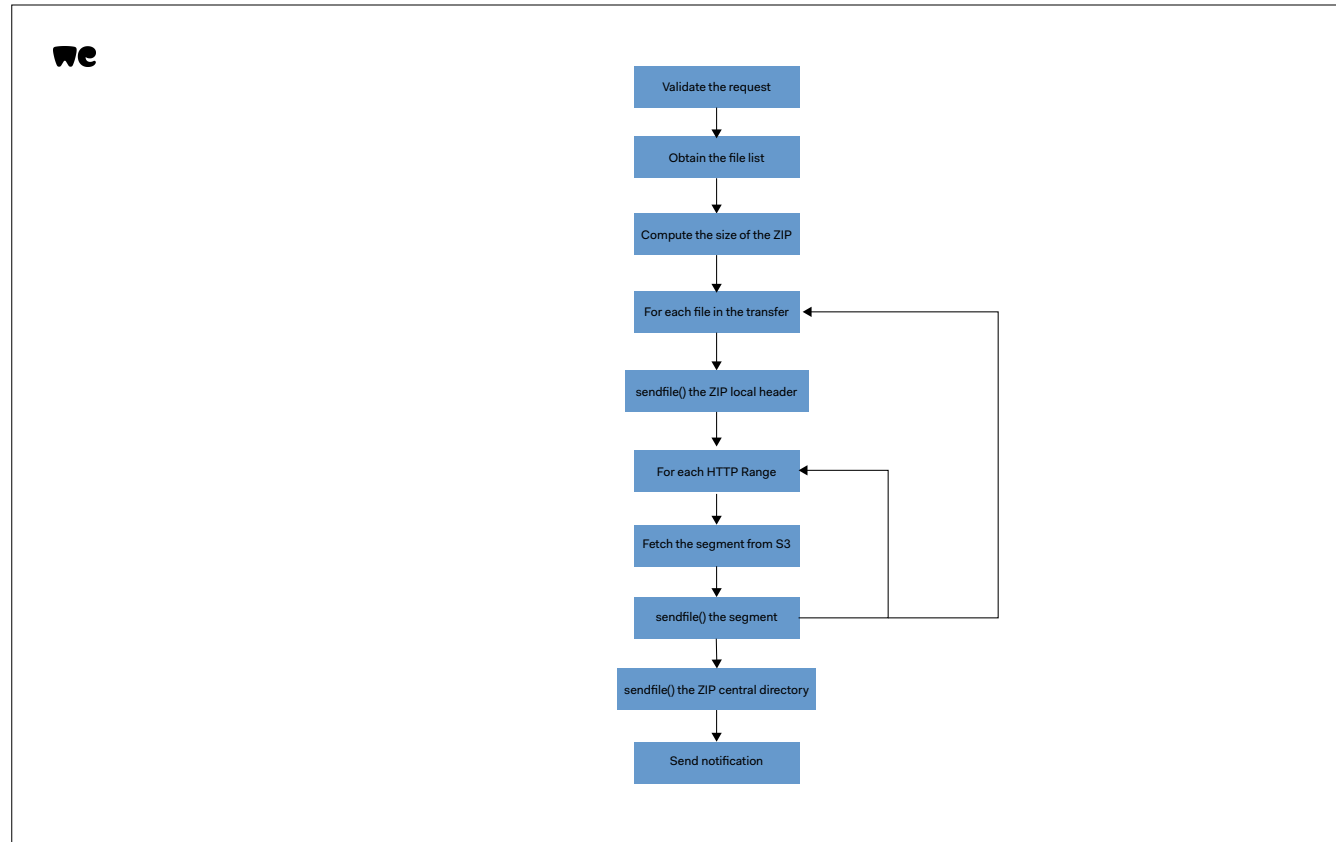 we
Validate the request
Obtain the file list
Compute the size of the ZIP
For each file in the transfer
sendfile() the ZIP local header
For each HTTP Range
Fetch the segment from S3
sendfile() the segment
sendfile() the ZIP central directory
Send notification